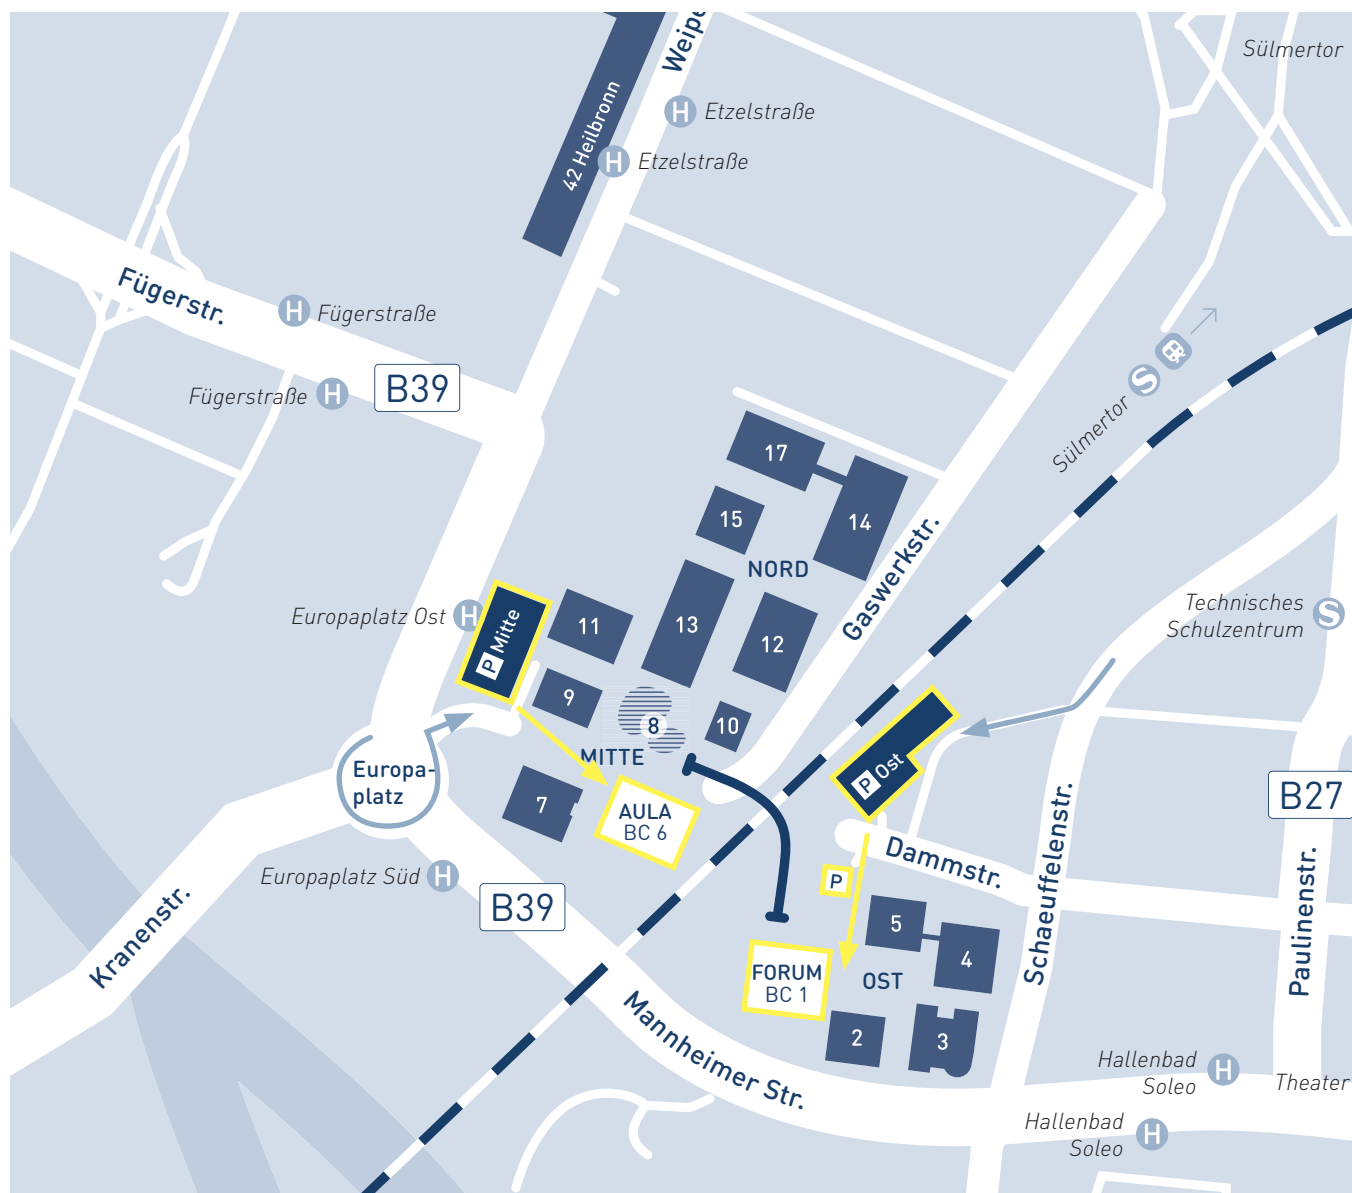 Weipe
Sülmertor
42 Heilbronn
H Etzelstraße
H Etzelstraße
Fügerstr.
H Fügerstraße
B39
Fügerstraße H
17
Sülmertor S
15
14
NORD
Gaswerkstr.
Europaplatz Ost H
P Mitte
11
13
12
Technisches
Schulzentrum S
9
8
10
MITTE
Europa-
platz
7
AULA
BC 6
P Ost
B27
Dammstr.
Schaeuffelenstr.
Paulinenstr.
Europaplatz Süd H
B39
P
Kranenstr.
5
4
FORUM
BC 1
OST
2
3
Mannheimer Str.
Hallenbad
Soleo H
Theater
Hallenbad
Soleo H